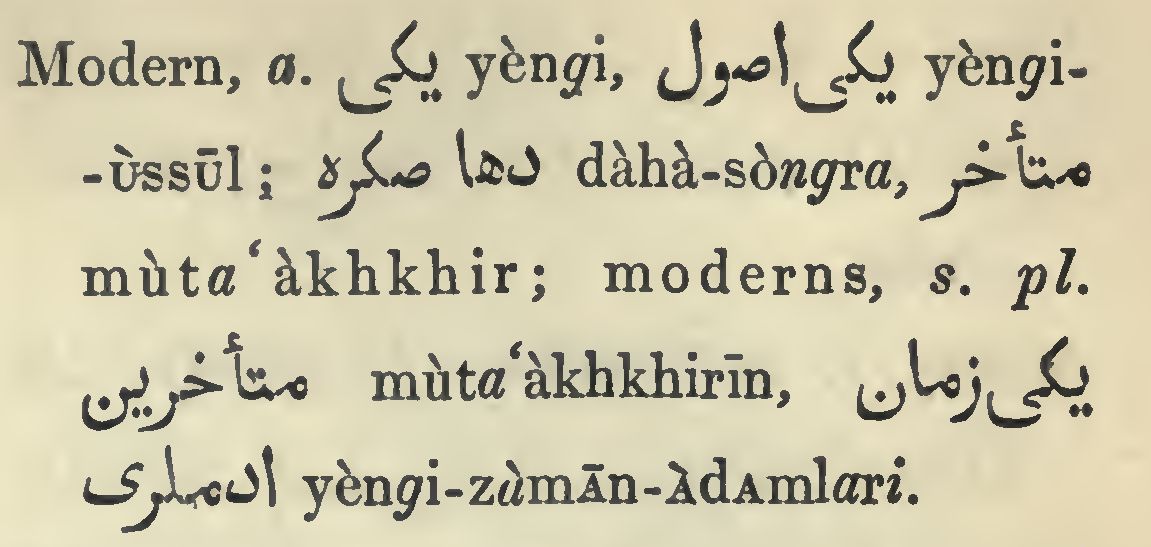 Modern, a. یکی yèngi, یکی اصول yèngi-
-ùssūl; دها صکره dàhà-sòngra, متأخر
mùta‘àkhkhir; moderns, s. pl.
متأخرین mùta‘àkhkhirīn, یکی زمان
ادملری yèngi-zàmĀn-ÀdAmlari.